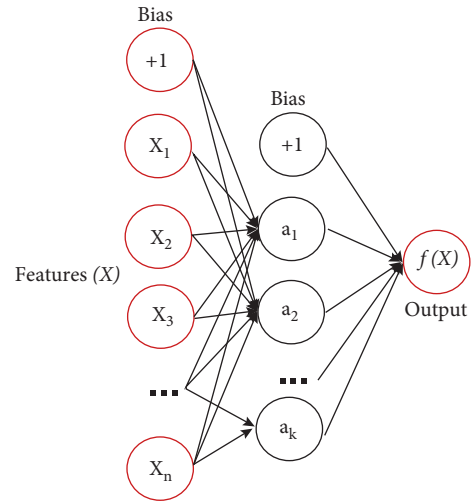 Bias
+1
X1
X2
Features (X)
X3
...
Xn
Bias
+1
a1
a2
...
ak
f (X)
Output